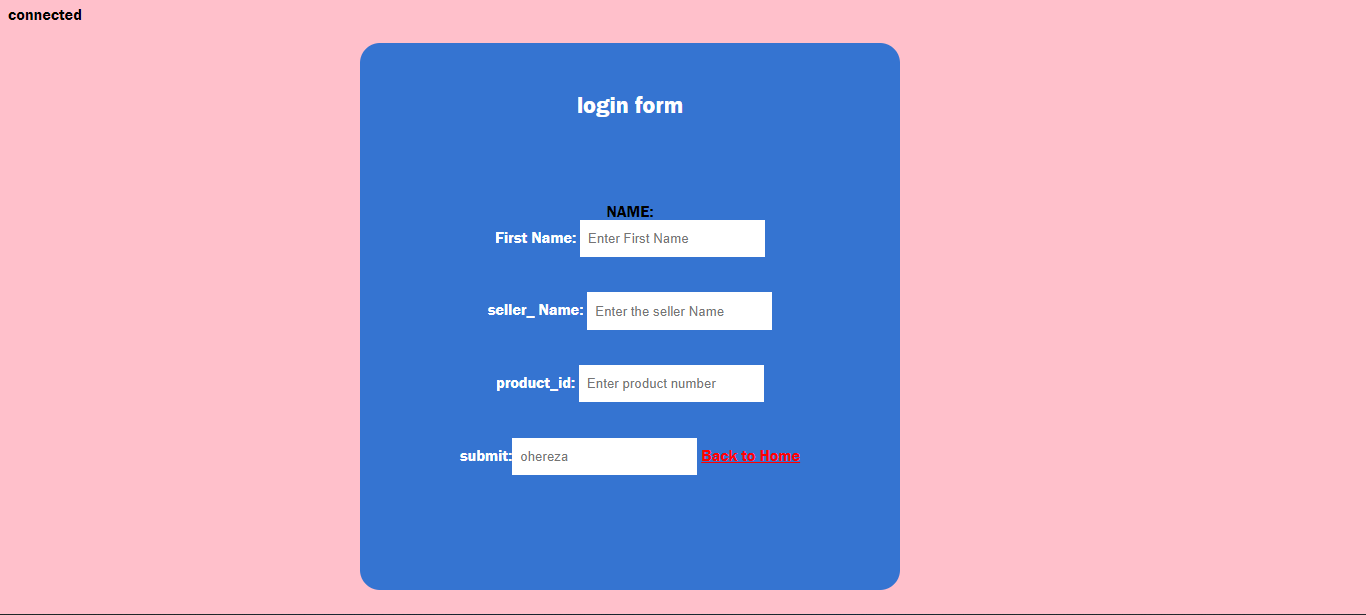 connected
login form
NAME:
First Name: Enter First Name
seller_ Name: Enter the seller Name
product_id: Enter product number
submit: ohereza Back to Home